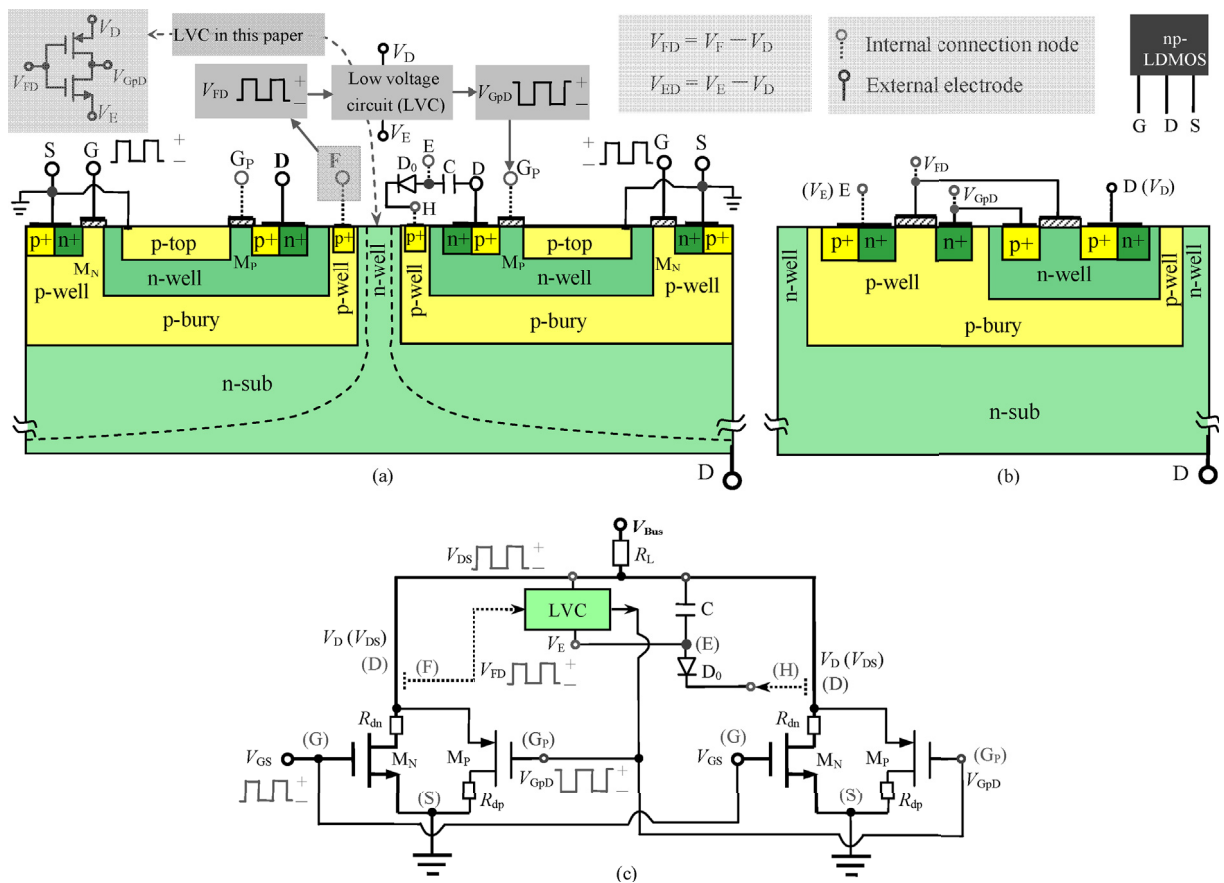 V_D
V_FD
V_GpD
V_E
LVC in this paper
V_FD
+
−
V_D
Low voltage
circuit (LVC)
V_E
V_GpD
+
−
V_FD = V_F − V_D
V_ED = V_E − V_D
Internal connection node
External electrode
np-
LDMOS
G D S
S G + −
G_P D F
D_0 E C D G_P
H
+ − G S
p+ n+ p-top p+ n+ p+
M_N M_P
n-well
p-well
p-well
p-bury
n-well
p+ n+ p+ p-top n+ p+
M_P M_N
n-well
p-well
p-well
p-bury
n-sub
D
(a)
(V_E) E V_FD V_GpD D (V_D)
p+ n+ n+ p+ p+ n+
n-well
p-well
n-well
p-well
n-well
p-bury
n-sub
D
(b)
V_Bus
R_L
V_DS + −
LVC
C
V_E
(E)
V_D (V_DS)
(D)
(F)
V_FD + −
D_0
(H)
V_D (V_DS)
(D)
R_dn
(G)
V_GS
+ −
M_N
M_P
(G_P)
V_GpD + −
R_dp
(S)
R_dn
(G)
V_GS
M_N
M_P
(G_P)
V_GpD
R_dp
(S)
(c)